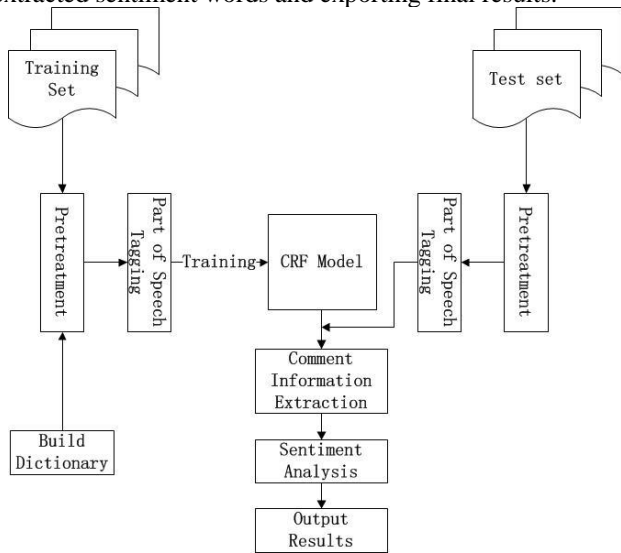 extracted sentiment words and exporting final results.
Training
Set
Test set
Pretreatment
Part of Speech
Tagging
Training
CRF Model
Part of Speech
Tagging
Pretreatment
Comment
Information
Extraction
Build
Dictionary
Sentiment
Analysis
Output
Results